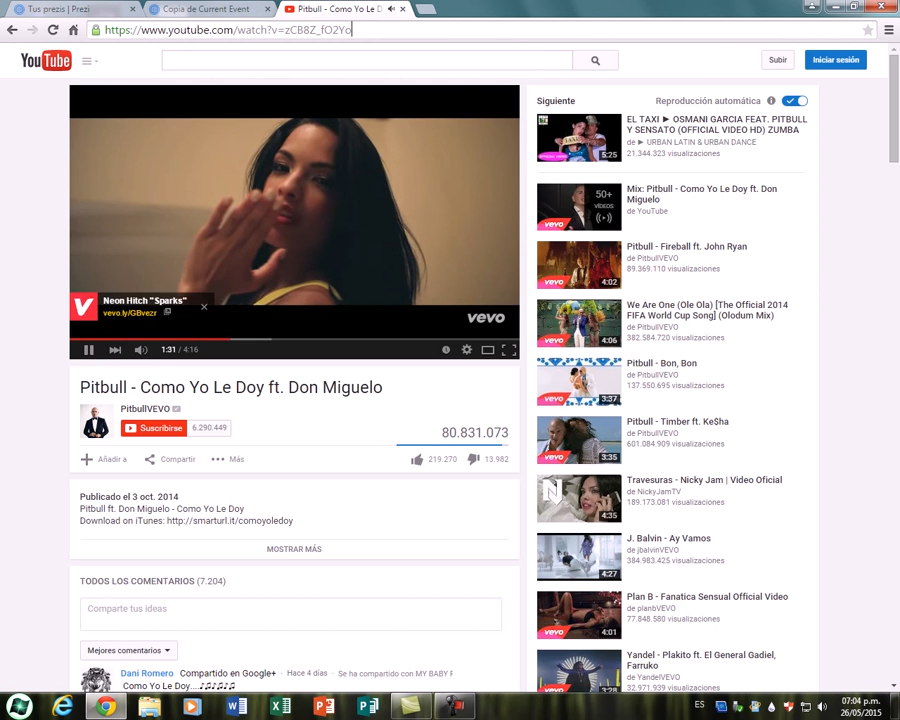 Tus prezis | Prezi
Copia de Current Event
Pitbull - Como Yo Le D
https://www.youtube.com/watch?v=zCB8Z_fO2Yo
YouTube
Subir
Iniciar sesión
Neon Hitch "Sparks"
vevo.ly/GBvezr
vevo
1:31 / 4:16
Pitbull - Como Yo Le Doy ft. Don Miguelo
PitbullVEVO
Suscribirse
6.290.449
80.831.073
Añadir a
Compartir
Más
219.270
13.982
Publicado el 3 oct. 2014
Pitbull ft. Don Miguelo - Como Yo Le Doy
Download on iTunes: http://smarturl.it/comoyoledoy
MOSTRAR MÁS
TODOS LOS COMENTARIOS (7.204)
Comparte tus ideas
Mejores comentarios
Dani Romero Compartido en Google+ · Hace 4 días · Se ha compartido con MY BABY F
Como Yo Le Doy....♪♫♪♫♪♫
Siguiente
Reproducción automática
5:25
EL TAXI ► OSMANI GARCIA FEAT. PITBULL
Y SENSATO (OFFICIAL VIDEO HD) ZUMBA
de ► URBAN LATIN & URBAN DANCE
21.344.323 visualizaciones
50+
VÍDEOS
vevo
Mix: Pitbull - Como Yo Le Doy ft. Don
Miguelo
de YouTube
vevo
4:02
Pitbull - Fireball ft. John Ryan
de PitbullVEVO
89.369.110 visualizaciones
vevo
4:06
We Are One (Ole Ola) [The Official 2014
FIFA World Cup Song] (Olodum Mix)
de PitbullVEVO
382.584.720 visualizaciones
vevo
3:37
Pitbull - Bon, Bon
de PitbullVEVO
137.550.695 visualizaciones
vevo
3:35
Pitbull - Timber ft. Ke$ha
de PitbullVEVO
601.084.909 visualizaciones
N
4:35
Travesuras - Nicky Jam | Video Oficial
de NickyJamTV
189.173.081 visualizaciones
vevo
4:27
J. Balvin - Ay Vamos
de jbalvinVEVO
384.983.425 visualizaciones
vevo
4:01
Plan B - Fanatica Sensual Official Video
de planbVEVO
77.848.580 visualizaciones
vevo
3:28
Yandel - Plakito ft. El General Gadiel,
Farruko
de YandelVEVO
32.971.939 visualizaciones
ES
07:04 p.m.
26/05/2015